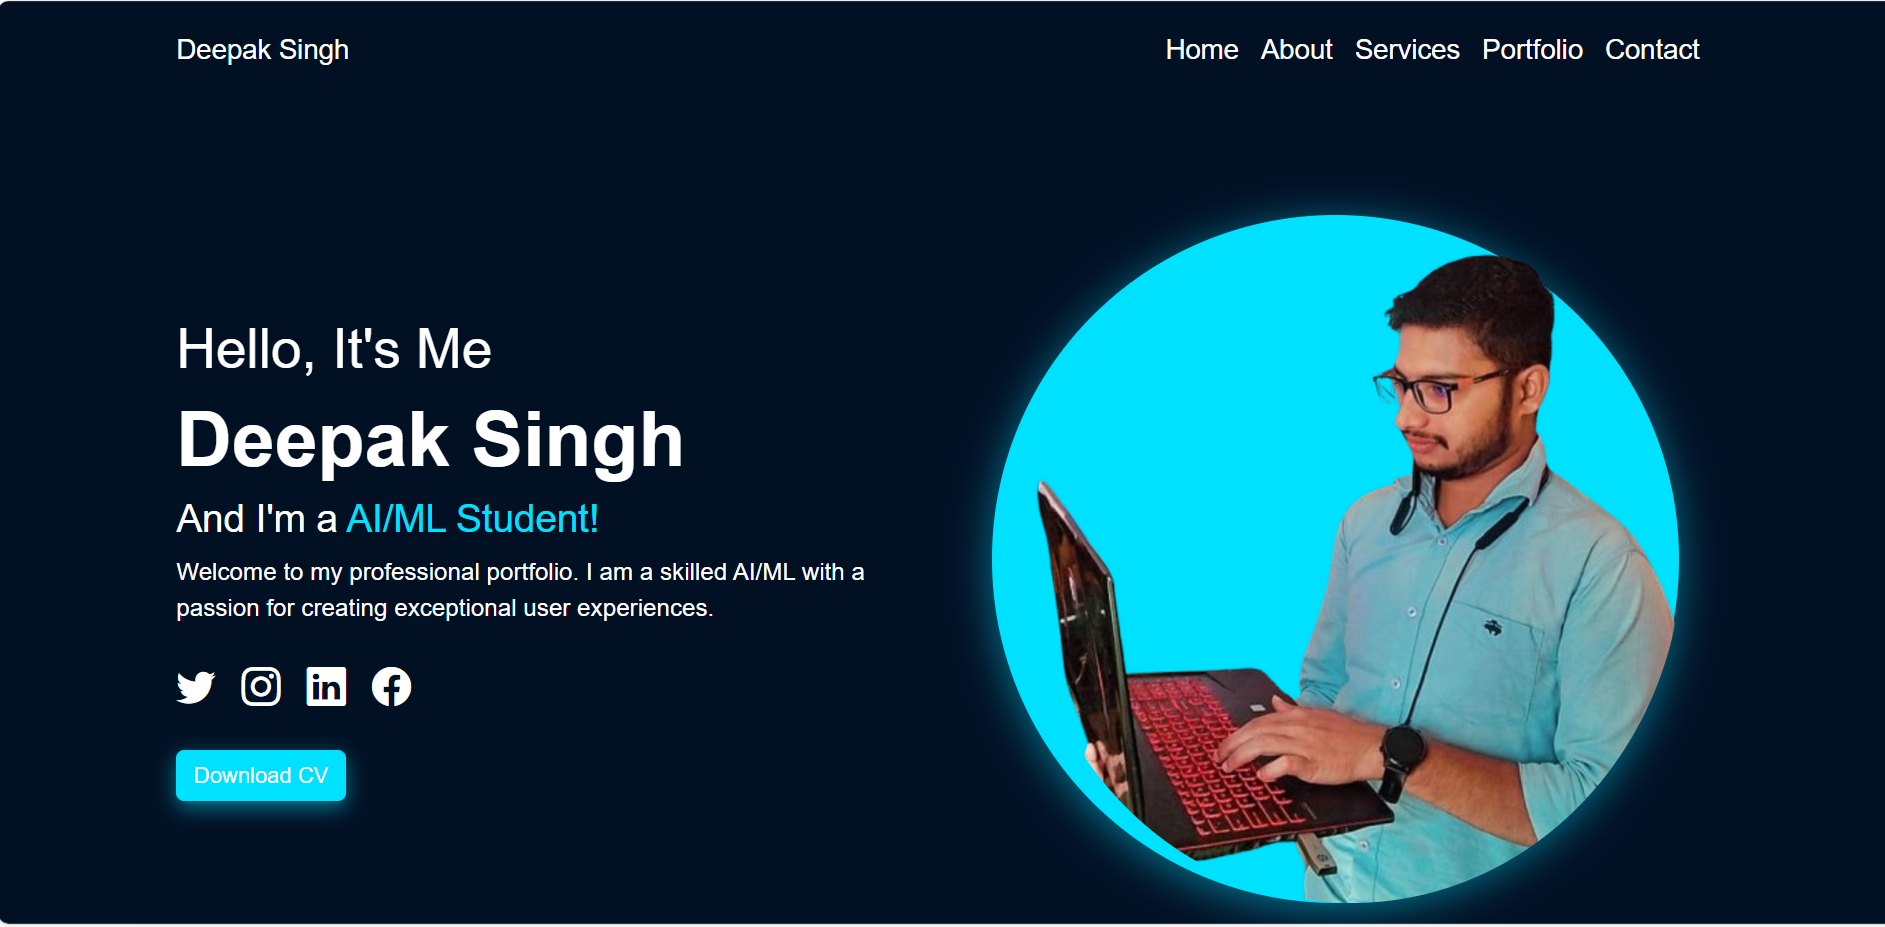 Deepak Singh
Home About Services Portfolio Contact
Hello, It's Me
Deepak Singh
And I'm a AI/ML Student!
Welcome to my professional portfolio. I am a skilled AI/ML with a
passion for creating exceptional user experiences.
Download CV